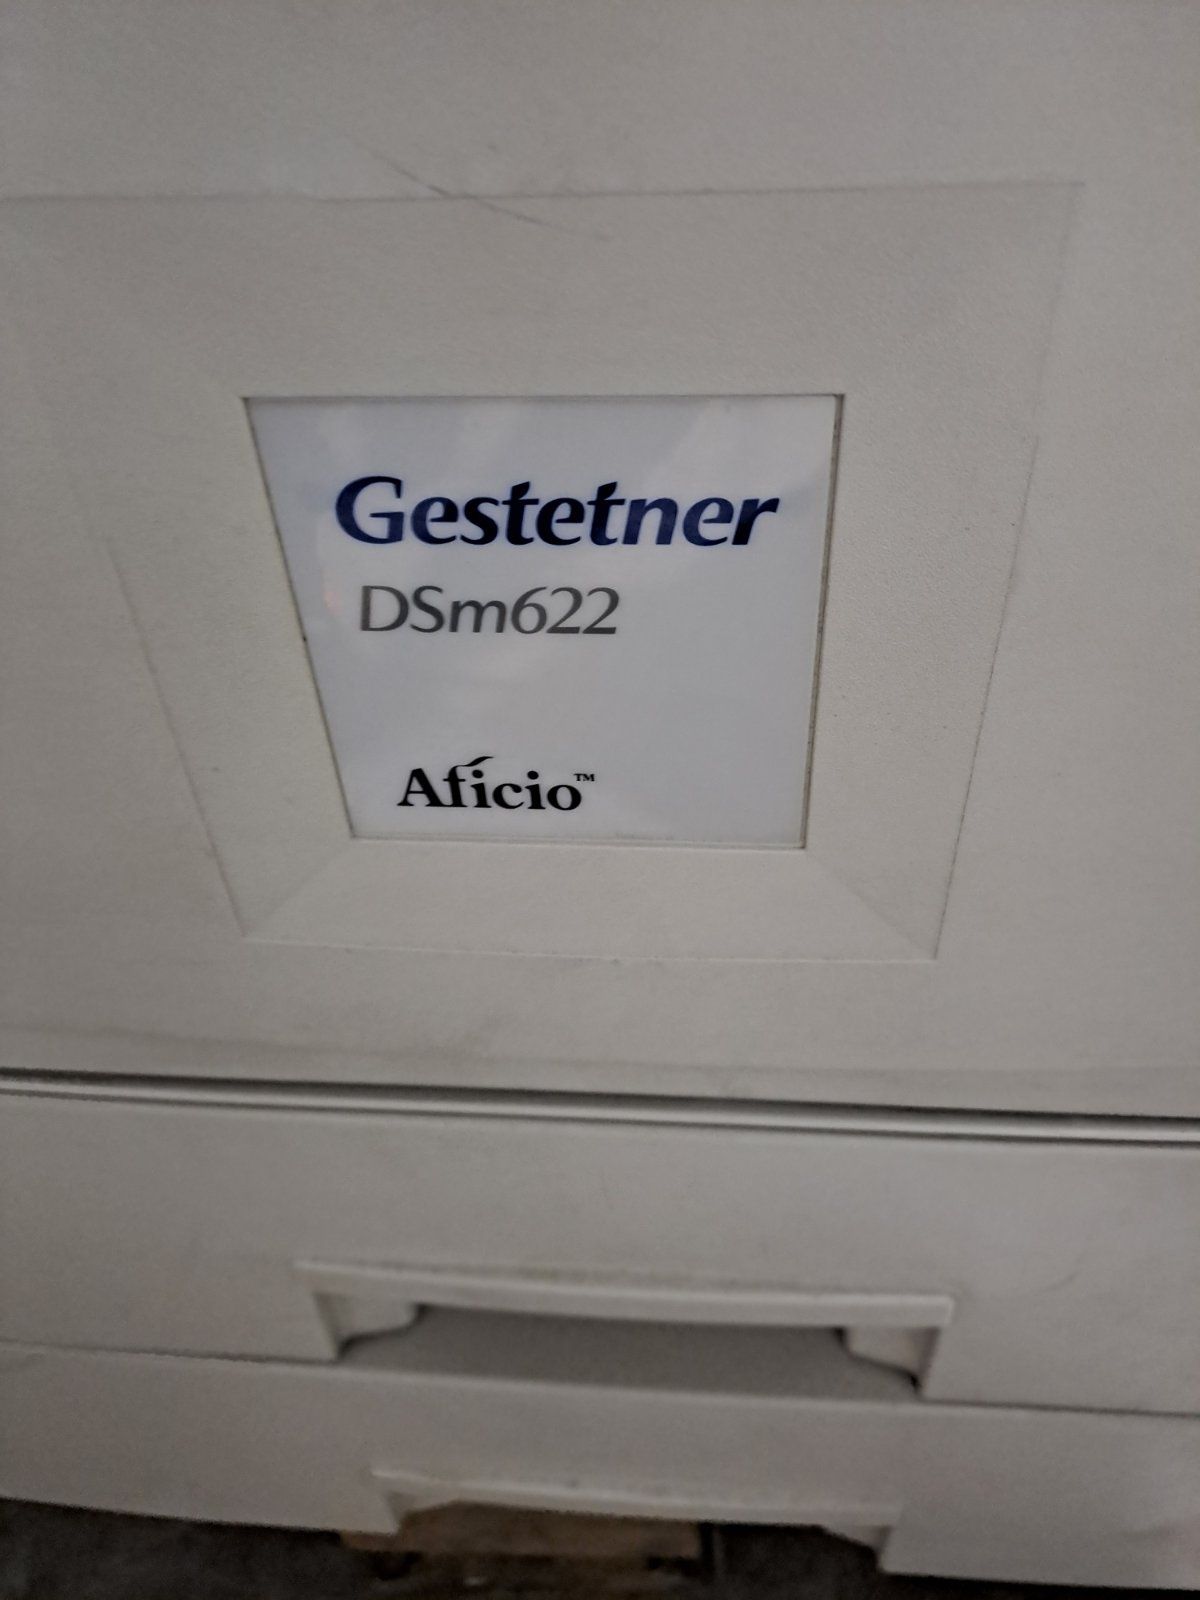 Gestetner
DSm622
Aficio™